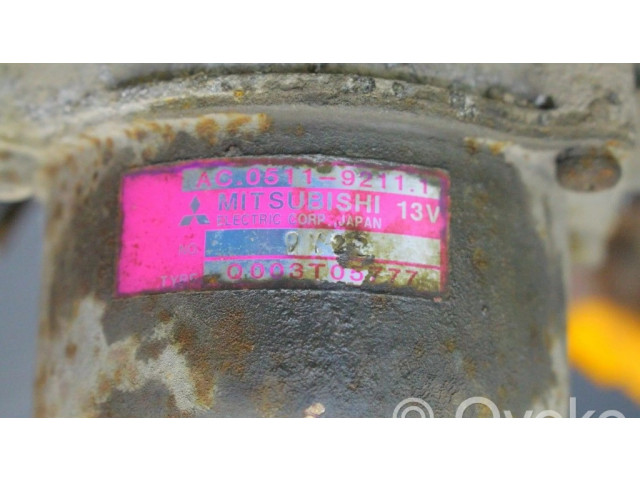 AC.0511-9211.1
MITSUBISHI 13V
ELECTRIC CORP. JAPAN
TYPE Q003T05777
Ovoko